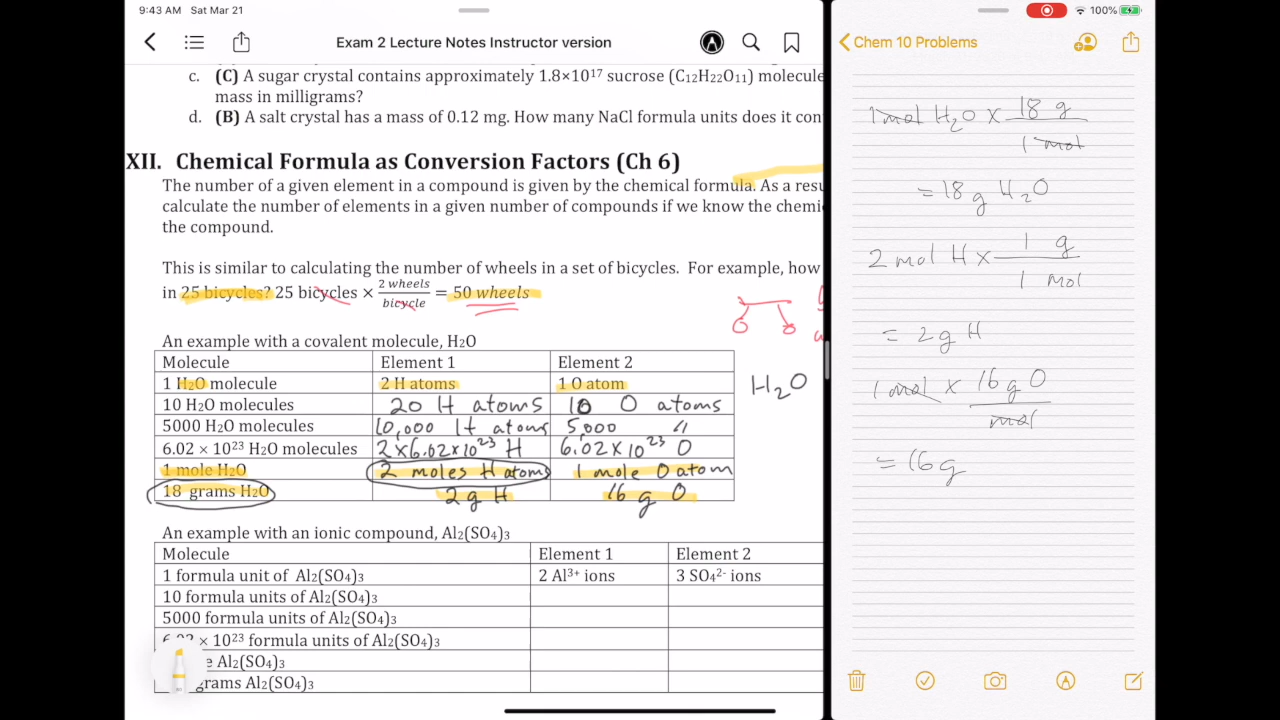 9:43 AM Sat Mar 21
100%
Exam 2 Lecture Notes Instructor version
c. (C) A sugar crystal contains approximately 1.8×10¹⁷ sucrose (C₁₂H₂₂O₁₁) molecule
mass in milligrams?
d. (B) A salt crystal has a mass of 0.12 mg. How many NaCl formula units does it con
XII. Chemical Formula as Conversion Factors (Ch 6)
The number of a given element in a compound is given by the chemical formula. As a resu
calculate the number of elements in a given number of compounds if we know the chemi
the compound.
This is similar to calculating the number of wheels in a set of bicycles. For example, how
in 25 bicycles? 25 bicycles × 2 wheels / bicycle = 50 wheels
An example with a covalent molecule, H₂O
Molecule Element 1 Element 2
1 H₂O molecule 2 H atoms 1 O atom
H₂O
10 H₂O molecules 20 H atoms 10 O atoms
5000 H₂O molecules 10,000 H atoms 5,000 "
6.02 × 10²³ H₂O molecules 2×6.02×10²³ H 6.02×10²³ O
1 mole H₂O 2 moles H atoms 1 mole O atom
18 grams H₂O 2 g H 16 g O
An example with an ionic compound, Al₂(SO₄)₃
Molecule Element 1 Element 2
1 formula unit of Al₂(SO₄)₃ 2 Al³⁺ ions 3 SO₄²⁻ ions
10 formula units of Al₂(SO₄)₃
5000 formula units of Al₂(SO₄)₃
× 10²³ formula units of Al₂(SO₄)₃
Al₂(SO₄)₃
Al₂(SO₄)₃
Chem 10 Problems
1 mol H₂O × 18 g / 1 mol
= 18 g H₂O
2 mol H × 1 g / 1 mol
= 2 g H
1 mol × 16 g O / mol
= 16 g